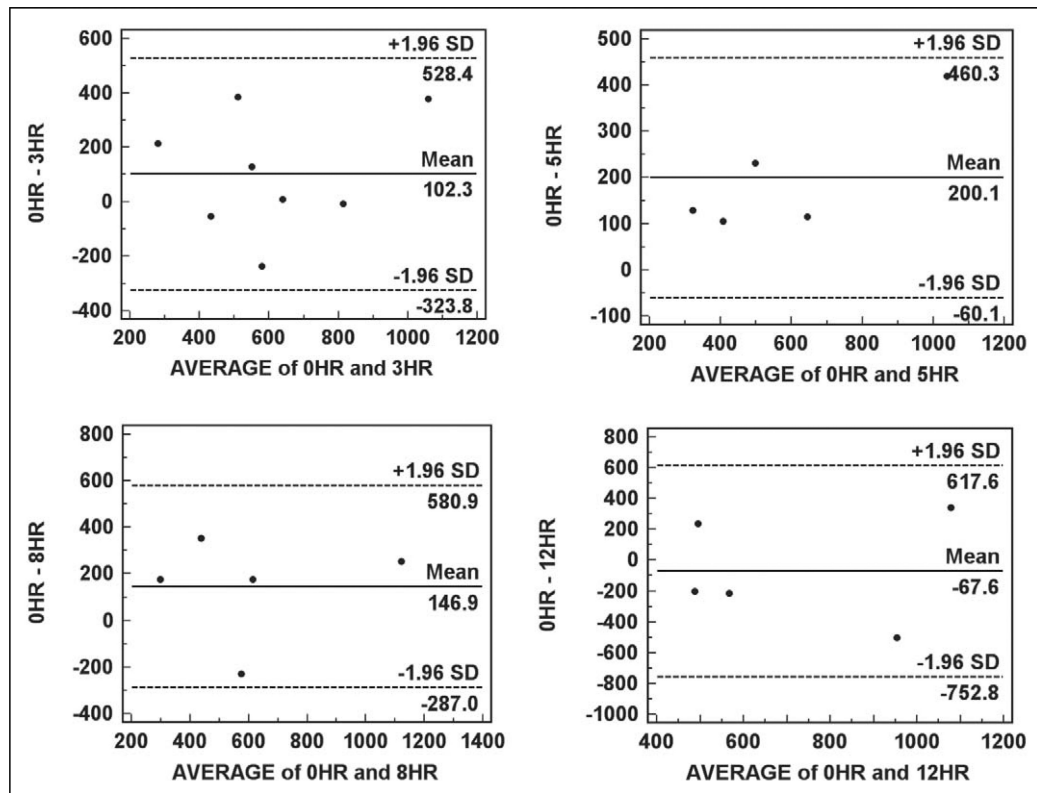 600
400
200
0
-200
-400
0HR - 3HR
+1.96 SD
528.4
Mean
102.3
-1.96 SD
-323.8
200 400 600 800 1000 1200
AVERAGE of 0HR and 3HR
500
400
300
200
100
0
-100
0HR - 5HR
+1.96 SD
460.3
Mean
200.1
-1.96 SD
-60.1
200 400 600 800 1000 1200
AVERAGE of 0HR and 5HR
800
600
400
200
0
-200
-400
0HR - 8HR
+1.96 SD
580.9
Mean
146.9
-1.96 SD
-287.0
200 400 600 800 1000 1200 1400
AVERAGE of 0HR and 8HR
800
600
400
200
0
-200
-400
-600
-800
-1000
0HR - 12HR
+1.96 SD
617.6
Mean
-67.6
-1.96 SD
-752.8
400 600 800 1000 1200
AVERAGE of 0HR and 12HR